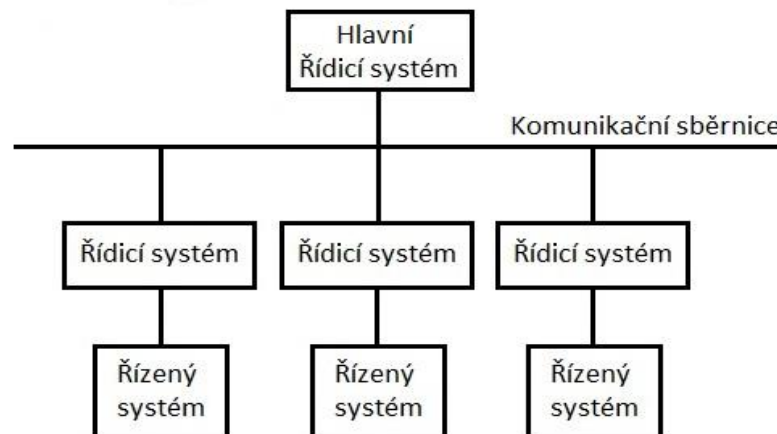 Hlavní
Řídicí systém
Komunikační sběrnice
Řídicí systém
Řídicí systém
Řídicí systém
Řízený
systém
Řízený
systém
Řízený
systém